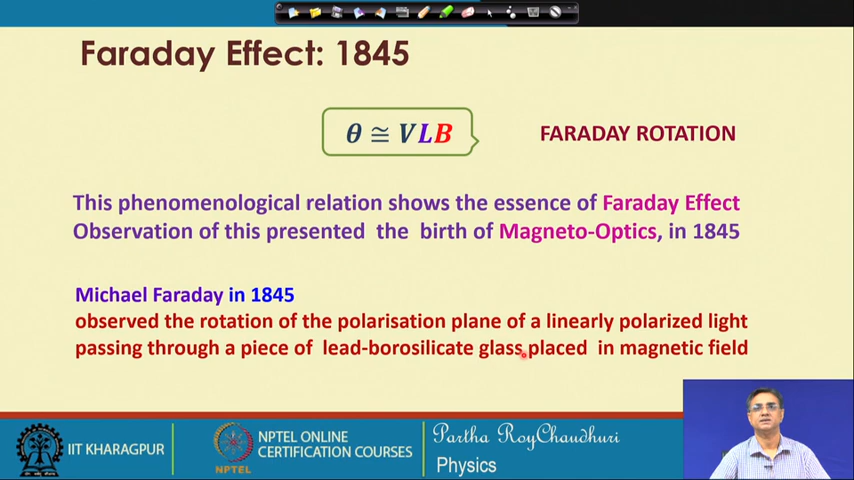 Faraday Effect: 1845
θ ≅ VLB
FARADAY ROTATION
This phenomenological relation shows the essence of Faraday Effect
Observation of this presented the birth of Magneto-Optics, in 1845
Michael Faraday in 1845
observed the rotation of the polarisation plane of a linearly polarized light
passing through a piece of lead-borosilicate glass placed in magnetic field
IIT KHARAGPUR
NPTEL
NPTEL ONLINE
CERTIFICATION COURSES
Partha RoyChaudhuri
Physics